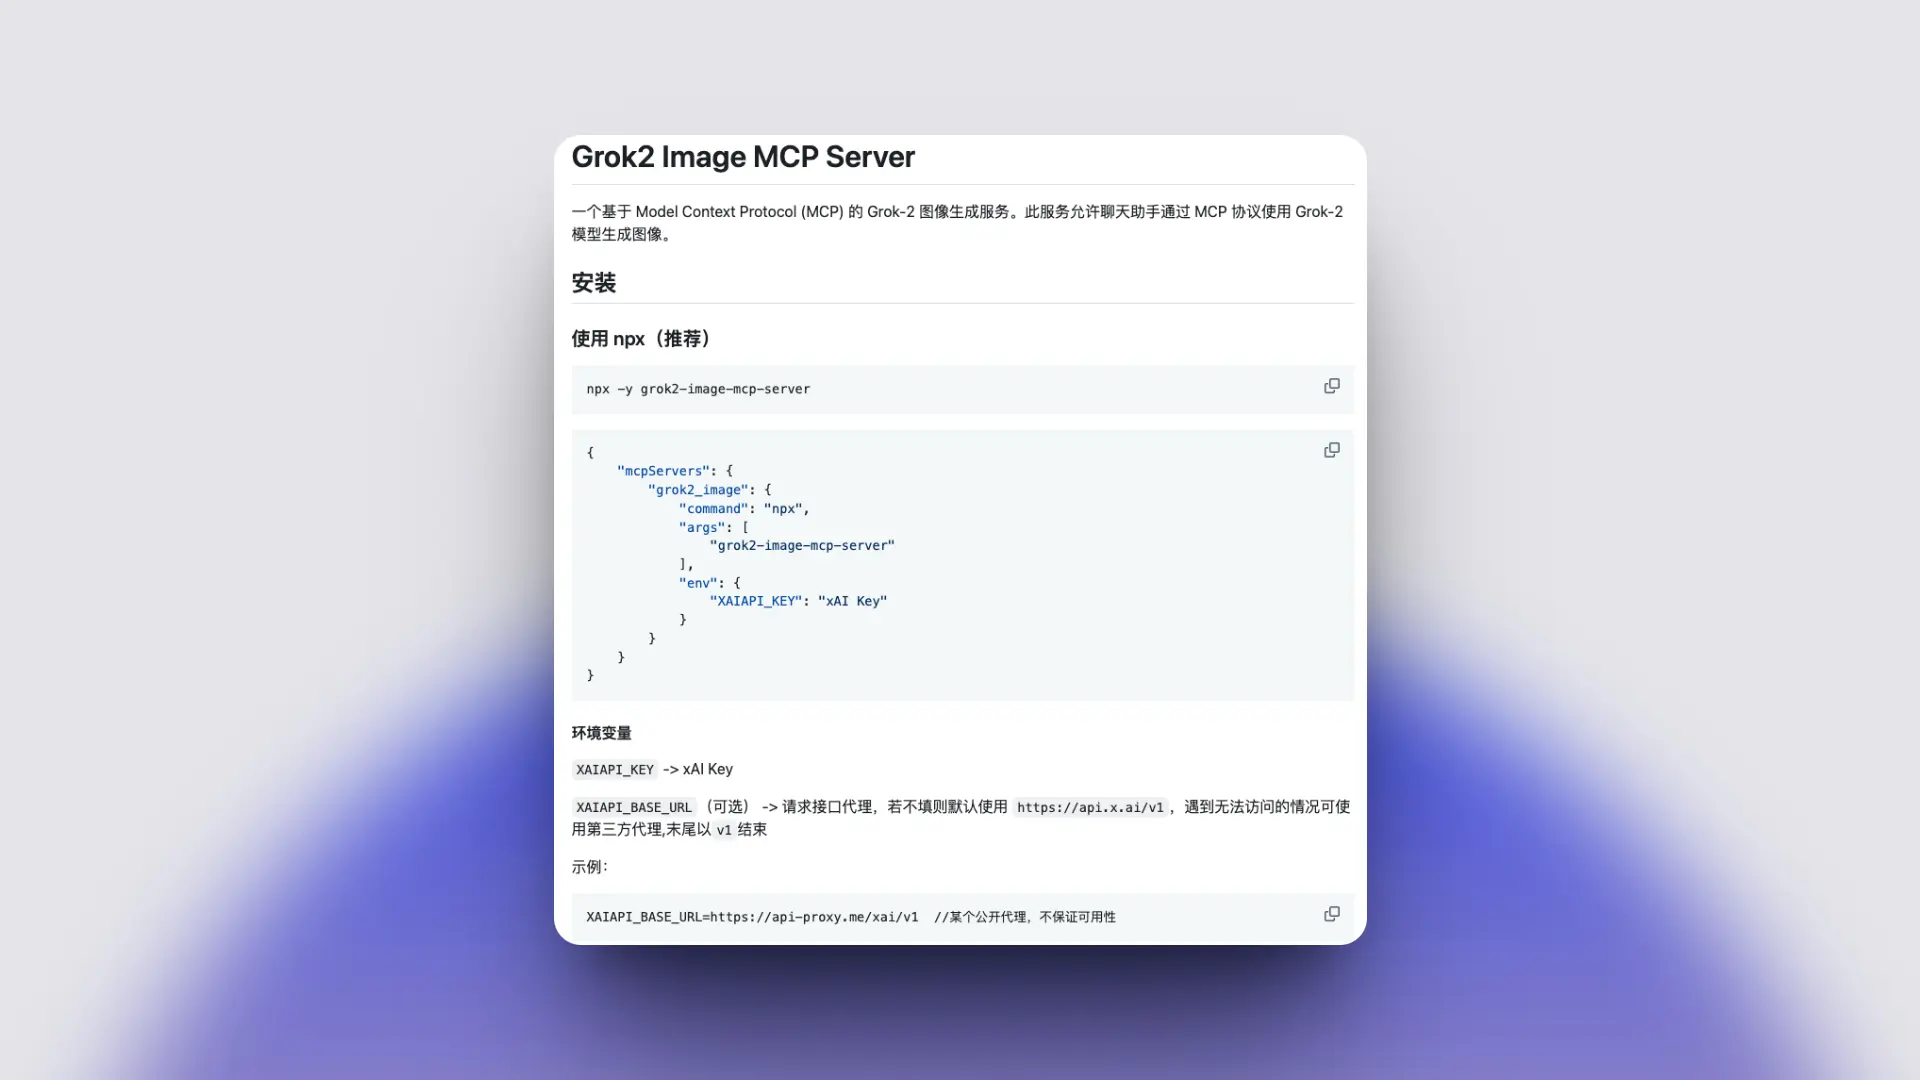 Grok2 Image MCP Server
一个基于 Model Context Protocol (MCP) 的 Grok-2 图像生成服务。此服务允许聊天助手通过 MCP 协议使用 Grok-2
模型生成图像。
安装
使用 npx（推荐）
npx -y grok2-image-mcp-server
{
    "mcpServers": {
        "grok2_image": {
            "command": "npx",
            "args": [
                "grok2-image-mcp-server"
            ],
            "env": {
                "XAIAPI_KEY": "xAI Key"
            }
        }
    }
}
环境变量
XAIAPI_KEY -> xAI Key
XAIAPI_BASE_URL （可选） -> 请求接口代理，若不填则默认使用 https://api.x.ai/v1 ，遇到无法访问的情况可使
用第三方代理,末尾以 v1 结束
示例：
XAIAPI_BASE_URL=https://api-proxy.me/xai/v1  //某个公开代理，不保证可用性